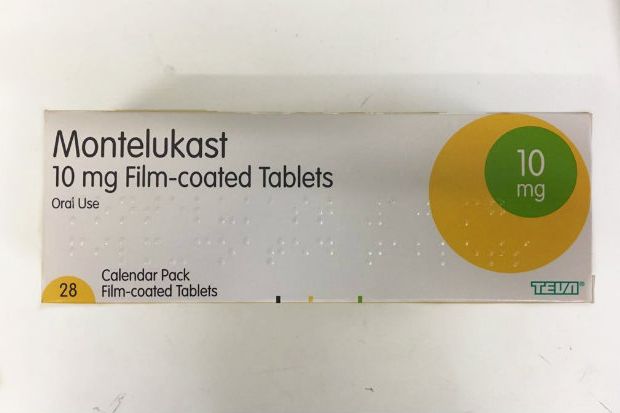 Montelukast
10 mg Film-coated Tablets
Oral Use
10
mg
28
Calendar Pack
Film-coated Tablets
TEVA®